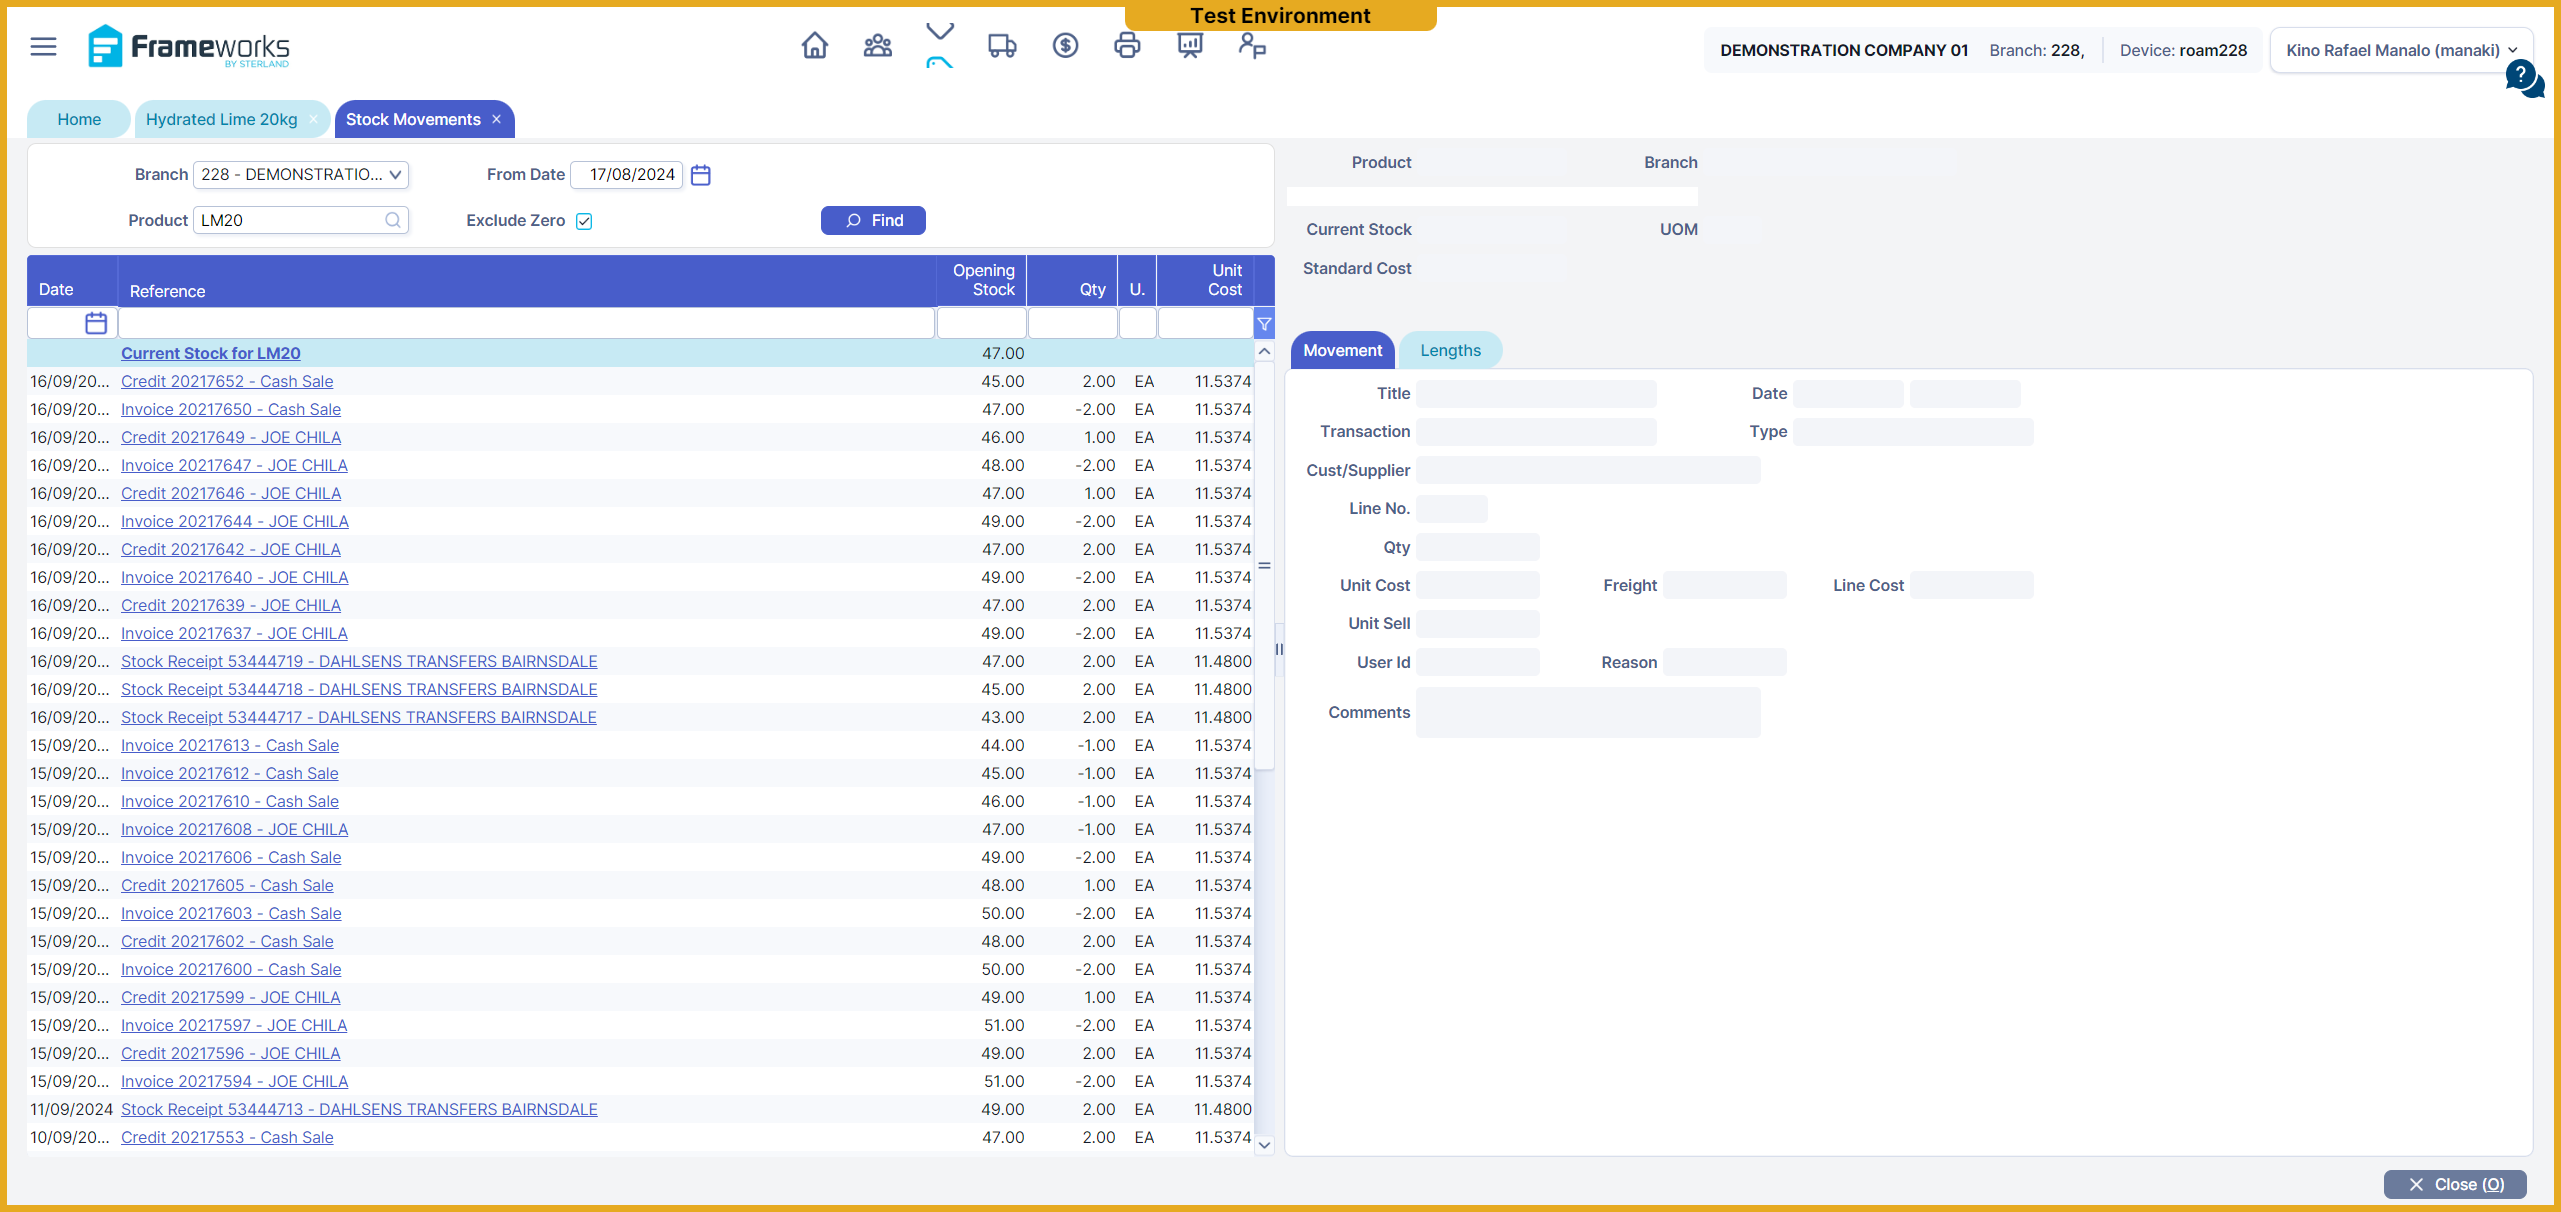 Test Environment
Frameworks
BY STERLAND
DEMONSTRATION COMPANY 01 Branch: 228, Device: roam228 Kino Rafael Manalo (manaki)
?
Home Hydrated Lime 20kg × Stock Movements ×
Branch 228 - DEMONSTRATIO... From Date 17/08/2024
Product LM20 Exclude Zero Find
Product Branch
Current Stock UOM
Standard Cost
Date Reference Opening Stock Qty U. Unit Cost
Current Stock for LM20 47.00
16/09/20... Credit 20217652 - Cash Sale 45.00 2.00 EA 11.5374
16/09/20... Invoice 20217650 - Cash Sale 47.00 -2.00 EA 11.5374
16/09/20... Credit 20217649 - JOE CHILA 46.00 1.00 EA 11.5374
16/09/20... Invoice 20217647 - JOE CHILA 48.00 -2.00 EA 11.5374
16/09/20... Credit 20217646 - JOE CHILA 47.00 1.00 EA 11.5374
16/09/20... Invoice 20217644 - JOE CHILA 49.00 -2.00 EA 11.5374
16/09/20... Credit 20217642 - JOE CHILA 47.00 2.00 EA 11.5374
16/09/20... Invoice 20217640 - JOE CHILA 49.00 -2.00 EA 11.5374
16/09/20... Credit 20217639 - JOE CHILA 47.00 2.00 EA 11.5374
16/09/20... Invoice 20217637 - JOE CHILA 49.00 -2.00 EA 11.5374
16/09/20... Stock Receipt 53444719 - DAHLSENS TRANSFERS BAIRNSDALE 47.00 2.00 EA 11.4800
16/09/20... Stock Receipt 53444718 - DAHLSENS TRANSFERS BAIRNSDALE 45.00 2.00 EA 11.4800
16/09/20... Stock Receipt 53444717 - DAHLSENS TRANSFERS BAIRNSDALE 43.00 2.00 EA 11.4800
15/09/20... Invoice 20217613 - Cash Sale 44.00 -1.00 EA 11.5374
15/09/20... Invoice 20217612 - Cash Sale 45.00 -1.00 EA 11.5374
15/09/20... Invoice 20217610 - Cash Sale 46.00 -1.00 EA 11.5374
15/09/20... Invoice 20217608 - JOE CHILA 47.00 -1.00 EA 11.5374
15/09/20... Invoice 20217606 - Cash Sale 49.00 -2.00 EA 11.5374
15/09/20... Credit 20217605 - Cash Sale 48.00 1.00 EA 11.5374
15/09/20... Invoice 20217603 - Cash Sale 50.00 -2.00 EA 11.5374
15/09/20... Credit 20217602 - Cash Sale 48.00 2.00 EA 11.5374
15/09/20... Invoice 20217600 - Cash Sale 50.00 -2.00 EA 11.5374
15/09/20... Credit 20217599 - JOE CHILA 49.00 1.00 EA 11.5374
15/09/20... Invoice 20217597 - JOE CHILA 51.00 -2.00 EA 11.5374
15/09/20... Credit 20217596 - JOE CHILA 49.00 2.00 EA 11.5374
15/09/20... Invoice 20217594 - JOE CHILA 51.00 -2.00 EA 11.5374
11/09/2024 Stock Receipt 53444713 - DAHLSENS TRANSFERS BAIRNSDALE 49.00 2.00 EA 11.4800
10/09/20... Credit 20217553 - Cash Sale 47.00 2.00 EA 11.5374
Movement Lengths
Title Date
Transaction Type
Cust/Supplier
Line No.
Qty
Unit Cost Freight Line Cost
Unit Sell
User Id Reason
Comments
Close (O)